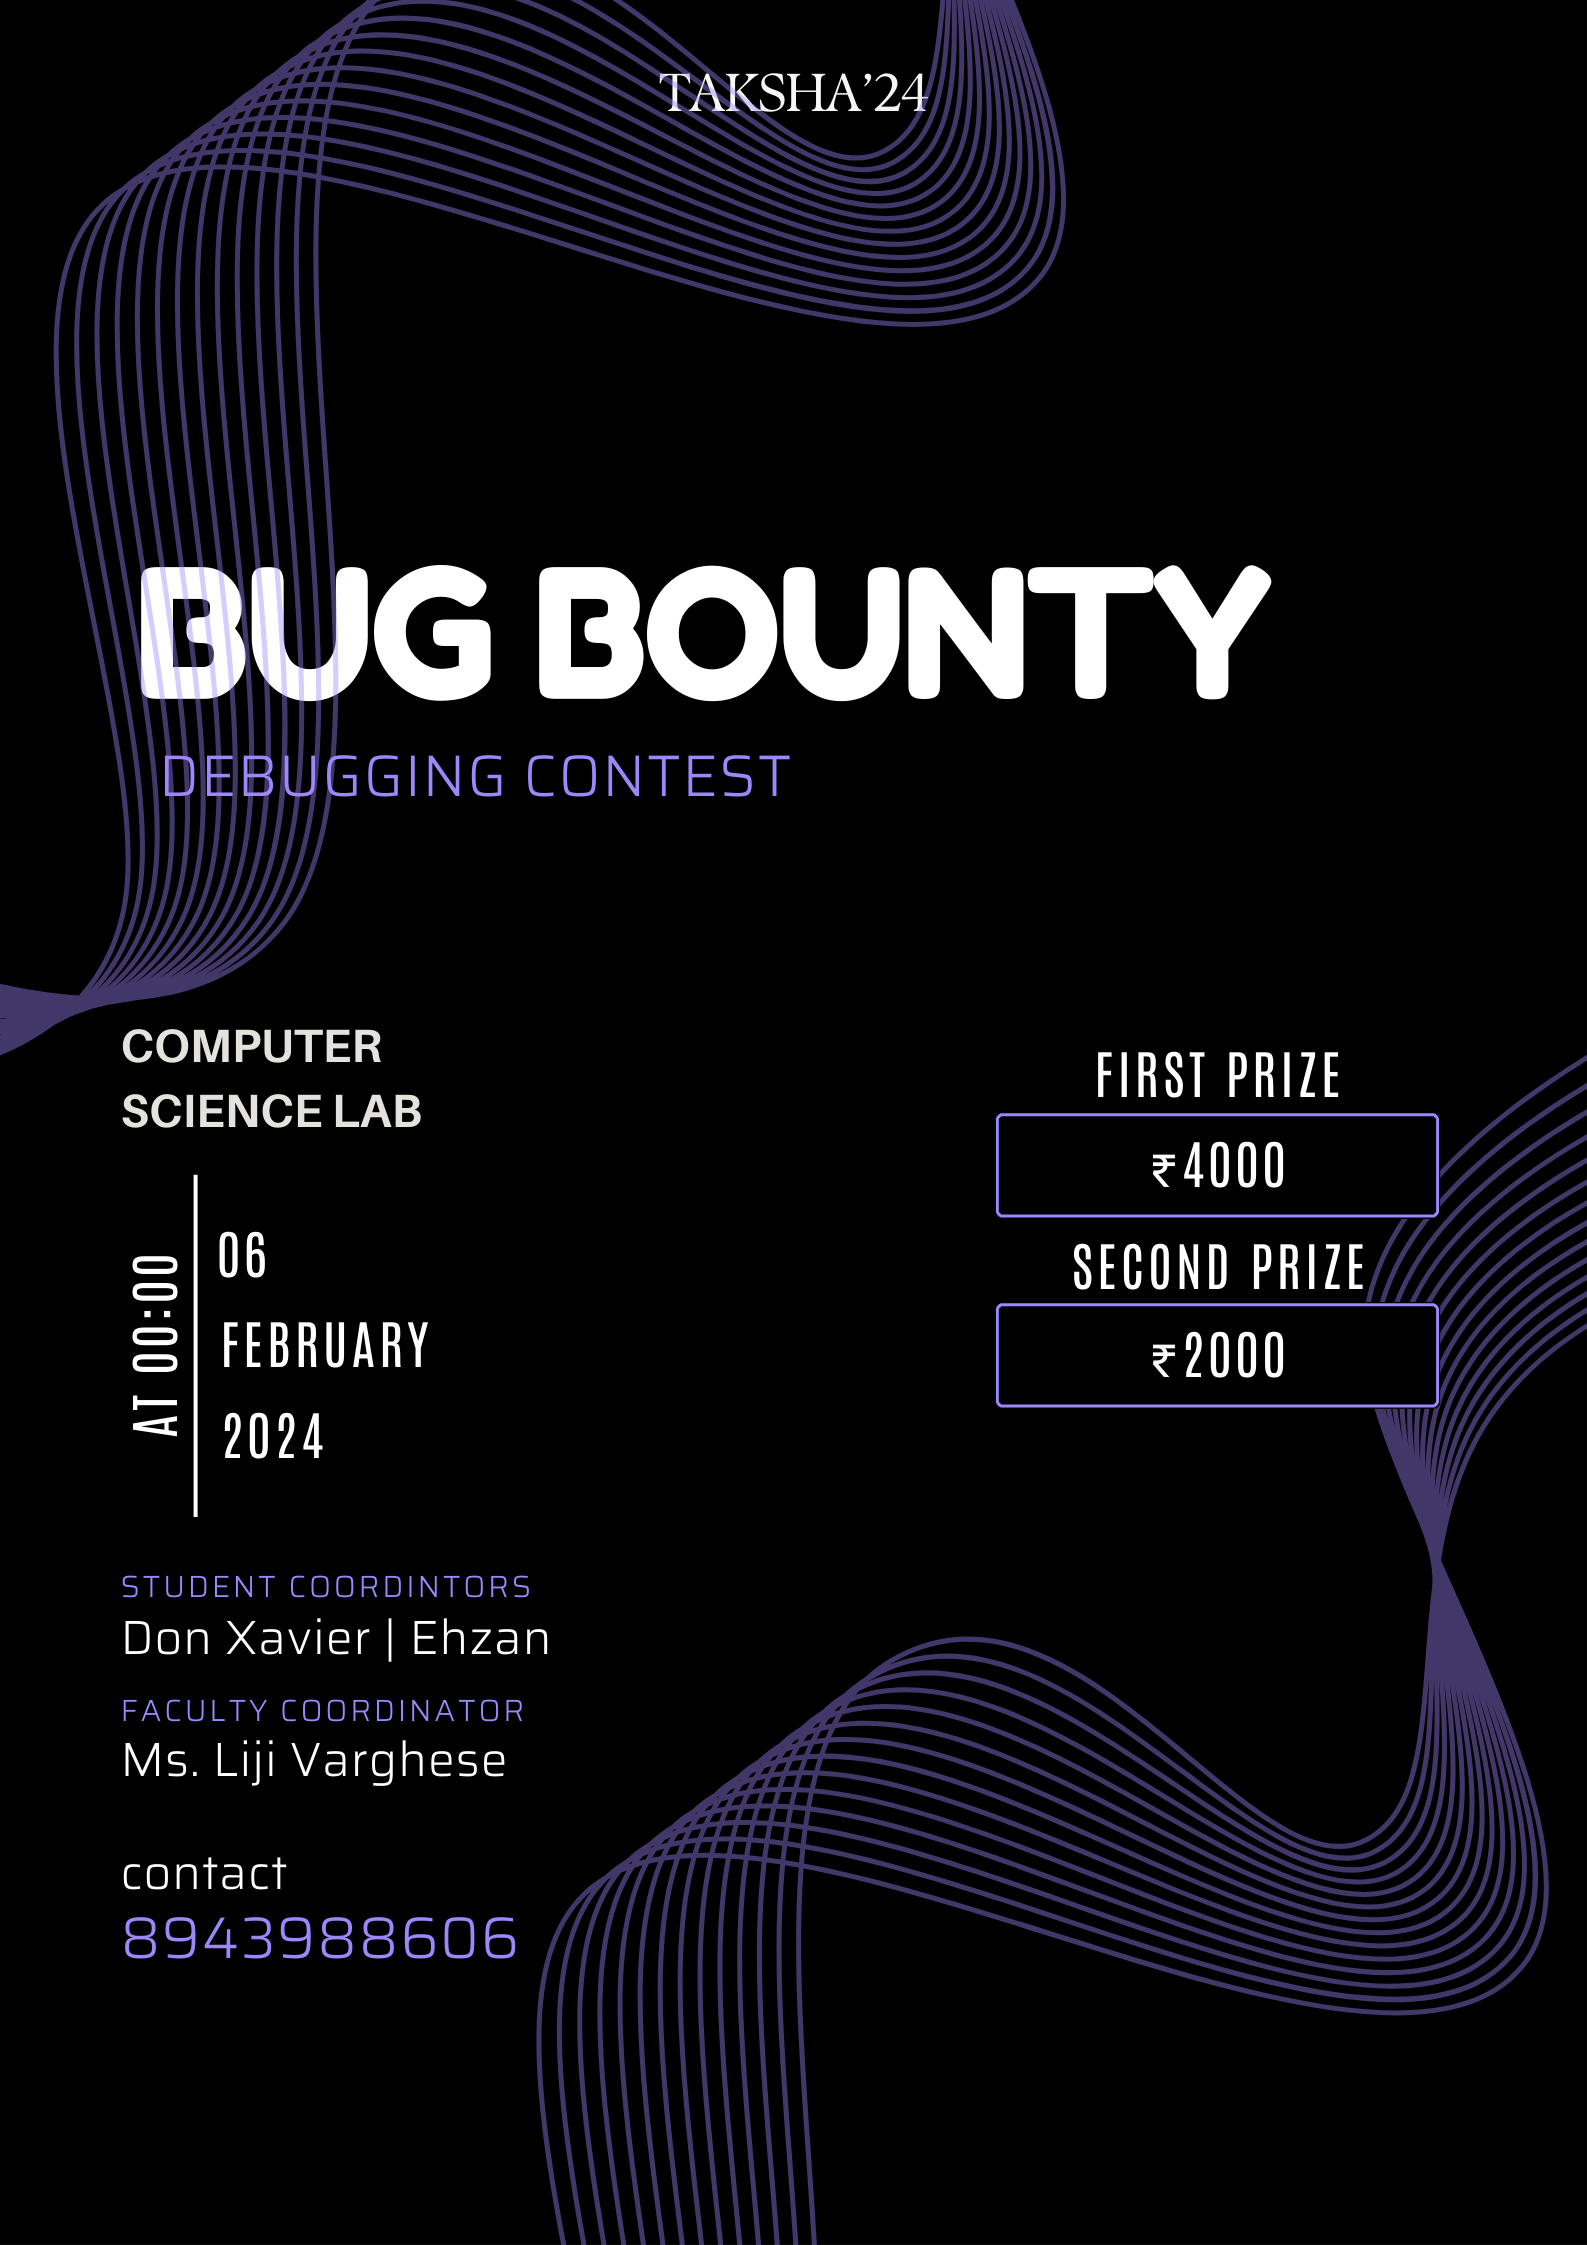 TAKSHA’24
BUG BOUNTY
DEBUGGING CONTEST
COMPUTER
SCIENCE LAB
AT 00:00
06
FEBRUARY
2024
FIRST PRIZE
₹4000
SECOND PRIZE
₹2000
STUDENT COORDINTORS
Don Xavier | Ehzan
FACULTY COORDINATOR
Ms. Liji Varghese
contact
8943988606